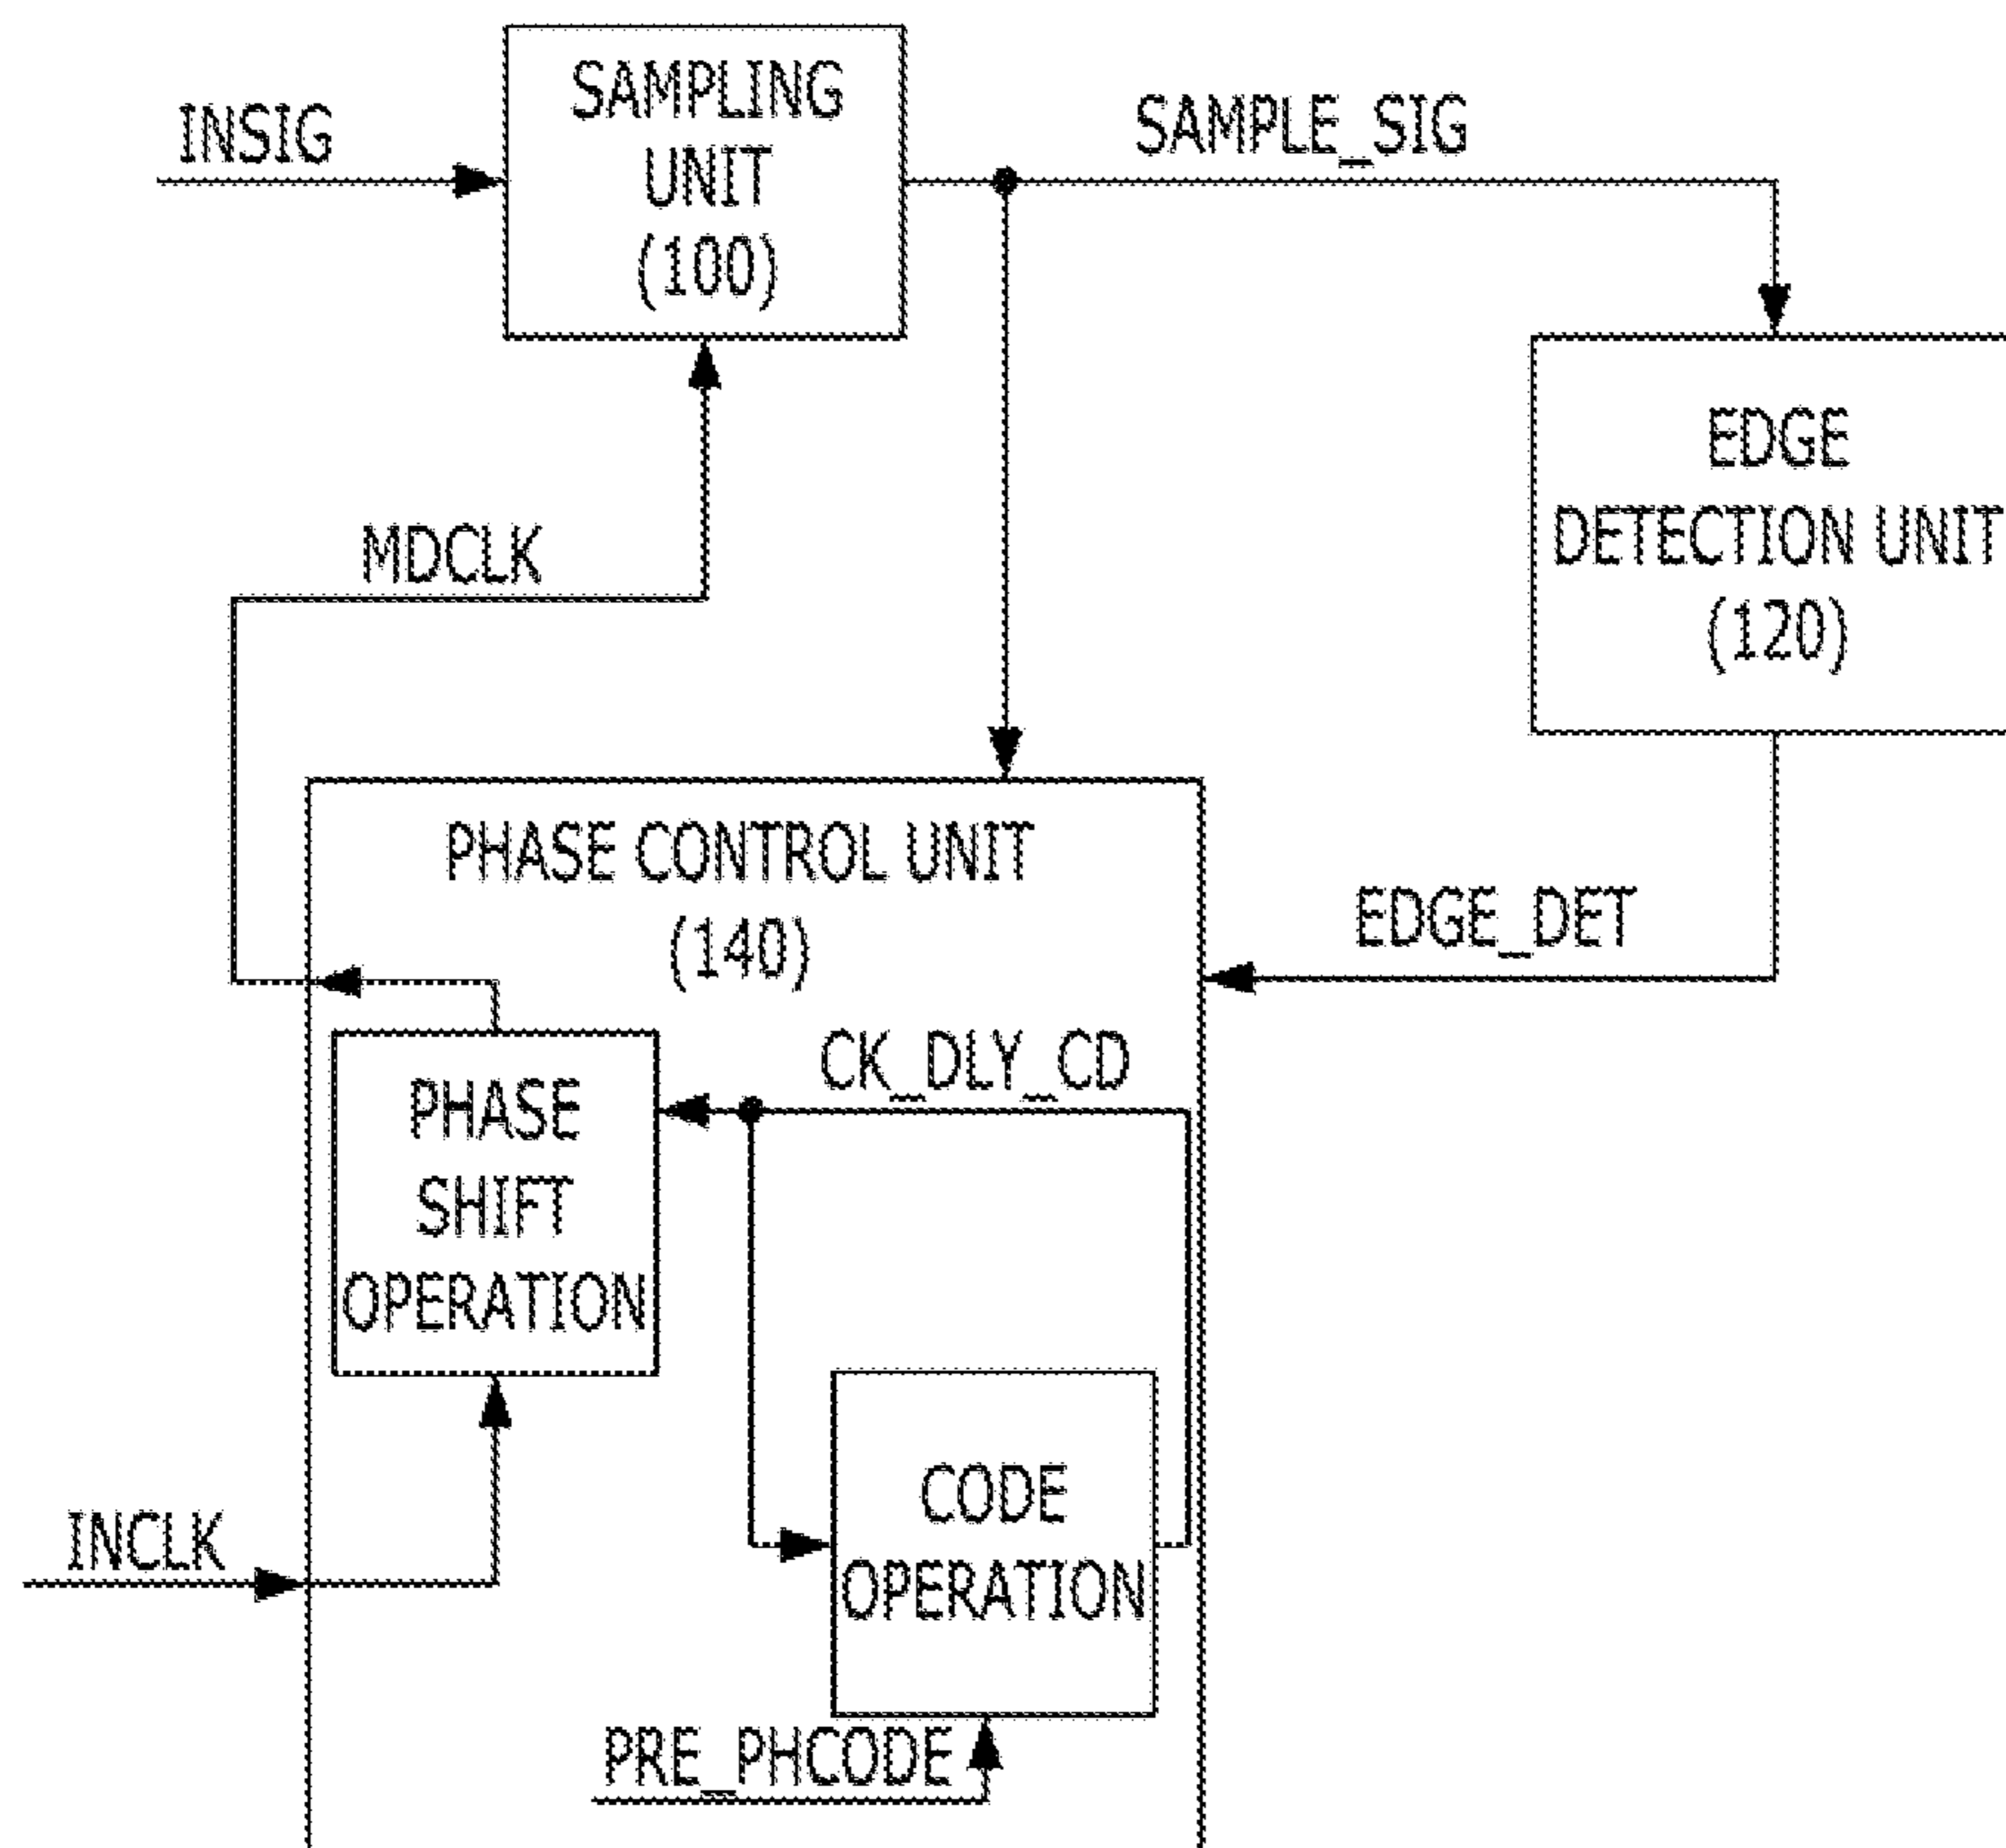 SAMPLING
UNIT
(100)
INSIG
SAMPLE_SIG
EDGE
DETECTION UNIT
(120)
MDCLK
PHASE CONTROL UNIT
(140)
EDGE_DET
CK_DLY_CD
PHASE
SHIFT
OPERATION
CODE
OPERATION
INCLK
PRE_PHCODE